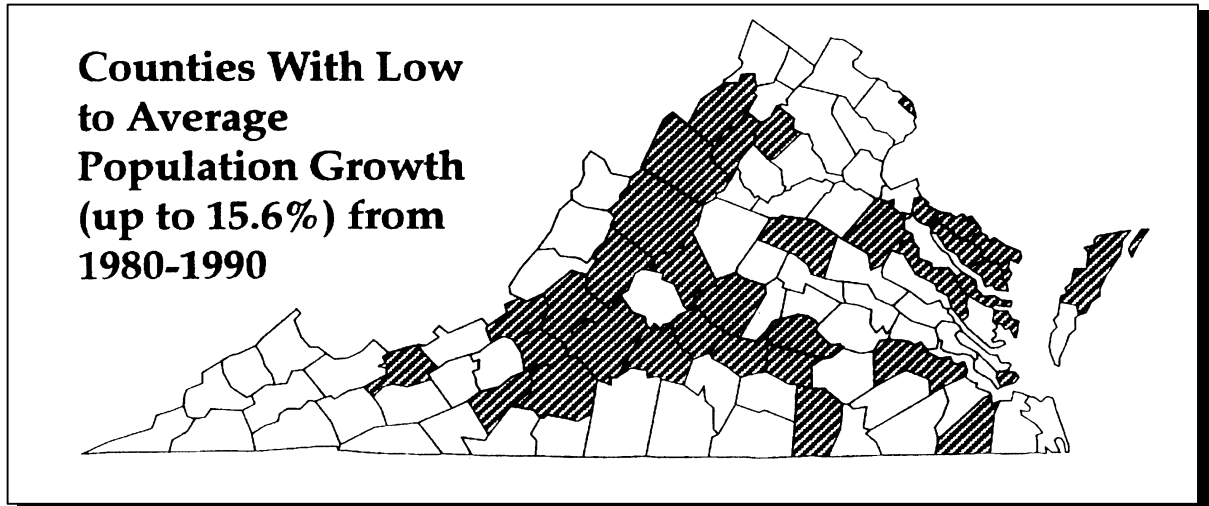 Counties With Low
to Average
Population Growth
(up to 15.6%) from
1980-1990